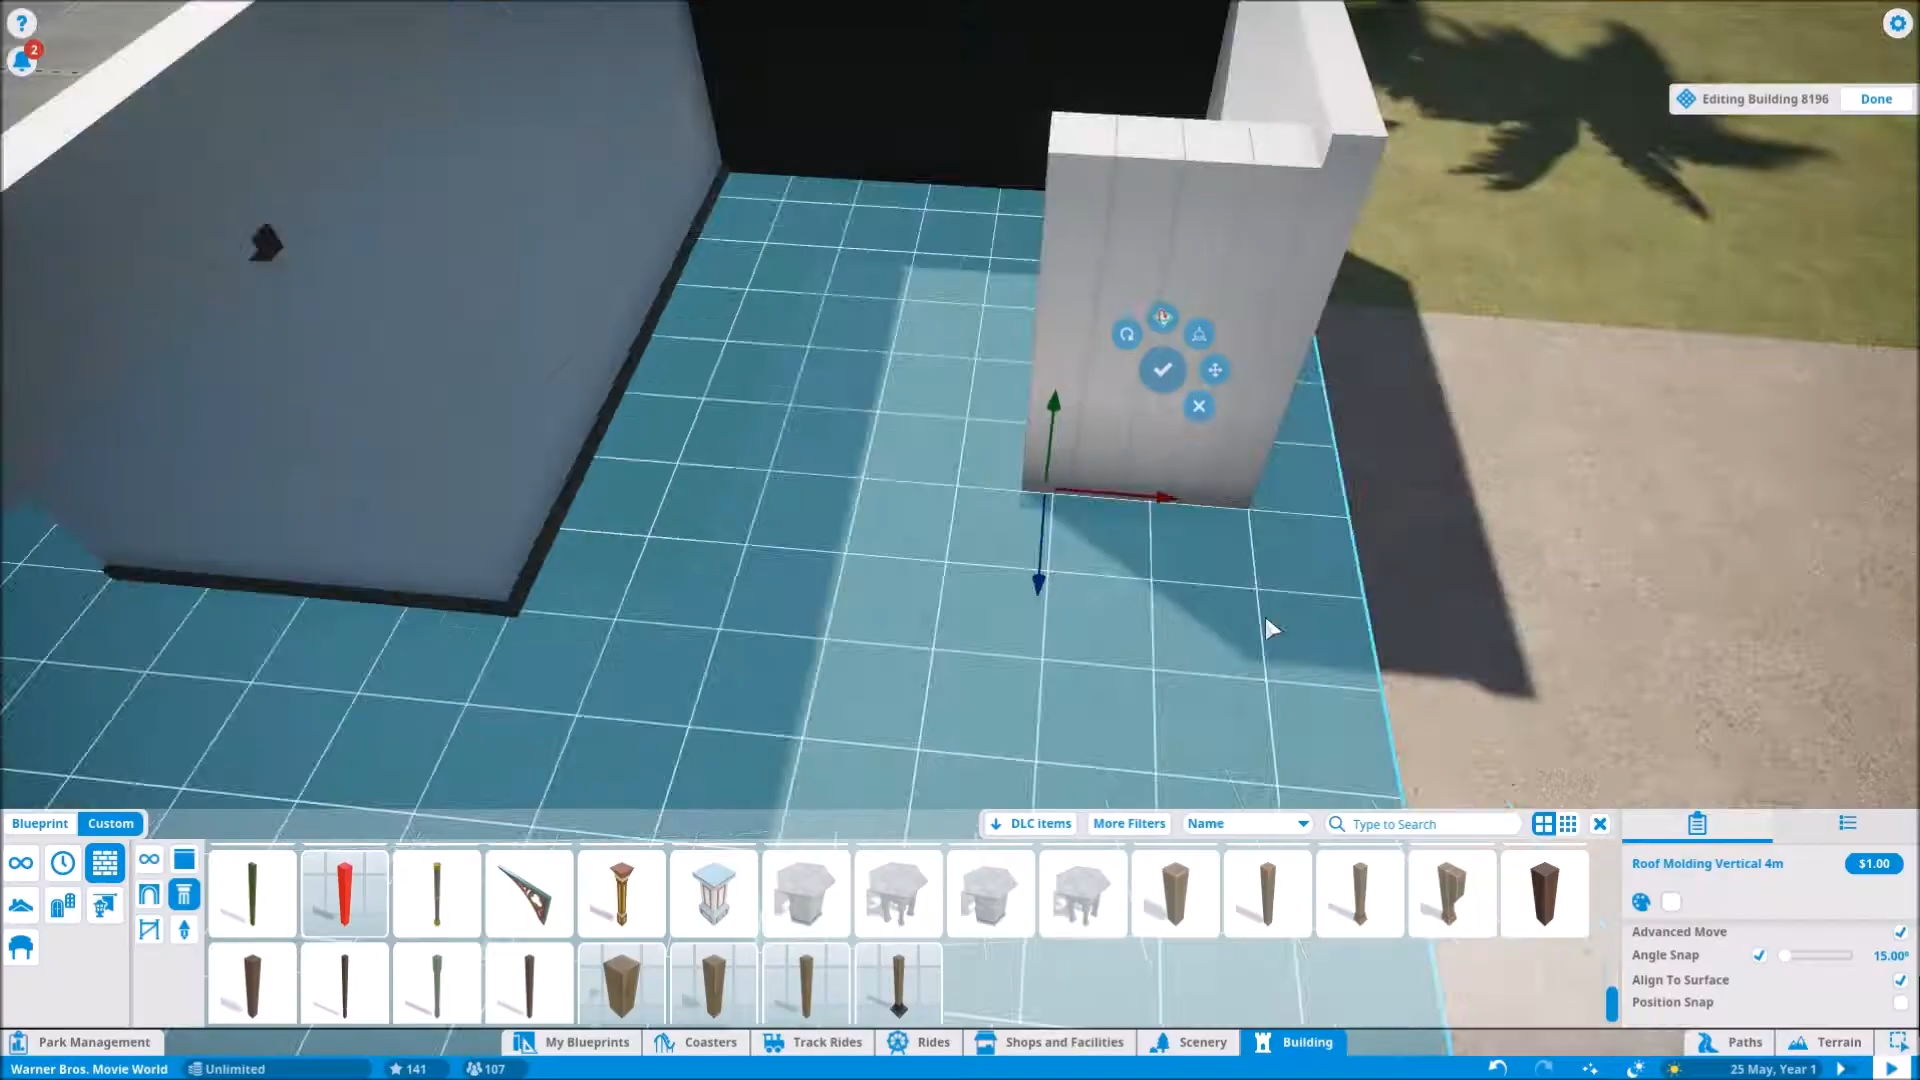 ?
2
Editing Building 8196
Done
Blueprint
Custom
DLC items
More Filters
Name
Type to Search
Roof Molding Vertical 4m
$1.00
Advanced Move
Angle Snap
15.00°
Align To Surface
Position Snap
Park Management
My Blueprints
Coasters
Track Rides
Rides
Shops and Facilities
Scenery
Building
Paths
Terrain
Warner Bros. Movie World
Unlimited
141
107
25 May, Year 1